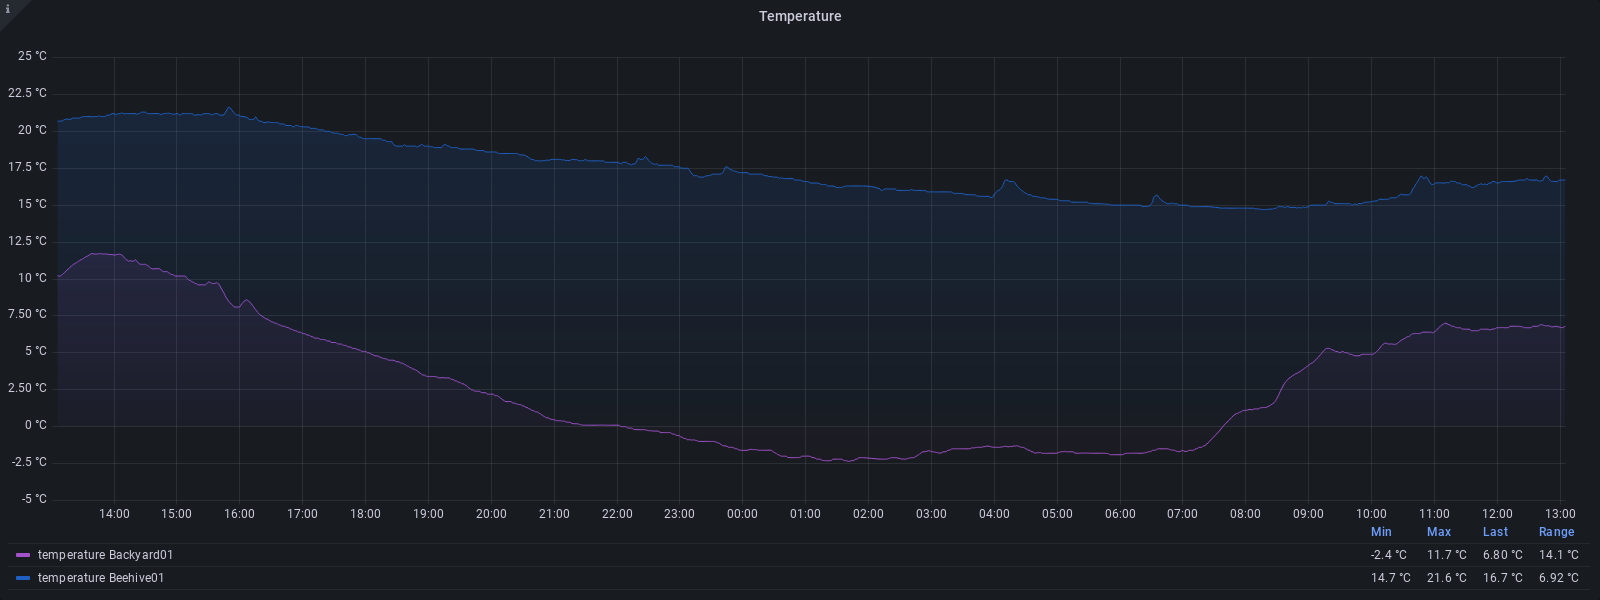 i
Temperature
25 °C
22.5 °C
20 °C
17.5 °C
15 °C
12.5 °C
10 °C
7.50 °C
5 °C
2.50 °C
0 °C
-2.5 °C
-5 °C
14:00 15:00 16:00 17:00 18:00 19:00 20:00 21:00 22:00 23:00 00:00 01:00 02:00 03:00 04:00 05:00 06:00 07:00 08:00 09:00 10:00 11:00 12:00 13:00
Min Max Last Range
temperature Backyard01 -2.4 °C 11.7 °C 6.80 °C 14.1 °C
temperature Beehive01 14.7 °C 21.6 °C 16.7 °C 6.92 °C